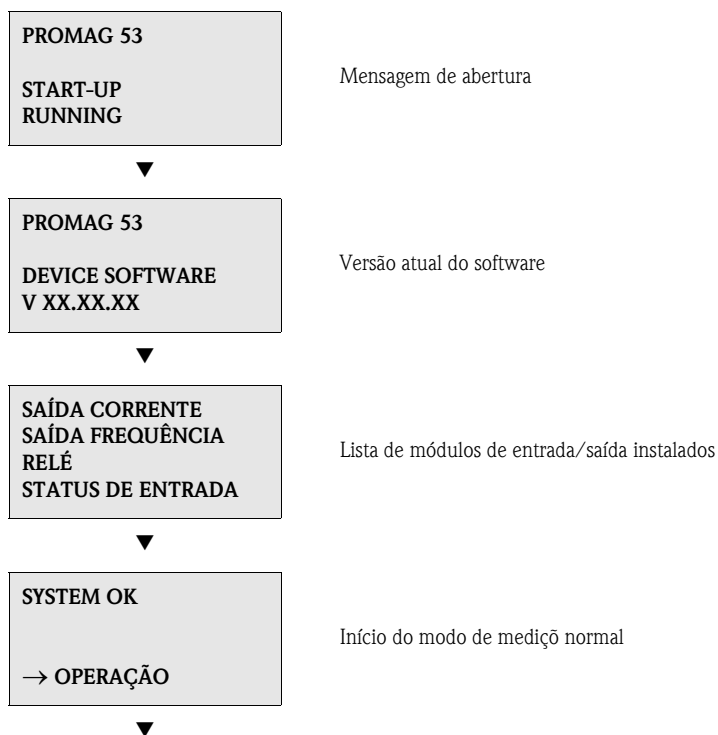 PROMAG 53
START-UP
RUNNING
Mensagem de abertura
▼
PROMAG 53
DEVICE SOFTWARE
V XX.XX.XX
Versão atual do software
▼
SAÍDA CORRENTE
SAÍDA FREQUÊNCIA
RELÉ
STATUS DE ENTRADA
Lista de módulos de entrada/saída instalados
▼
SYSTEM OK
→ OPERAÇÃO
Início do modo de mediçõ normal
▼